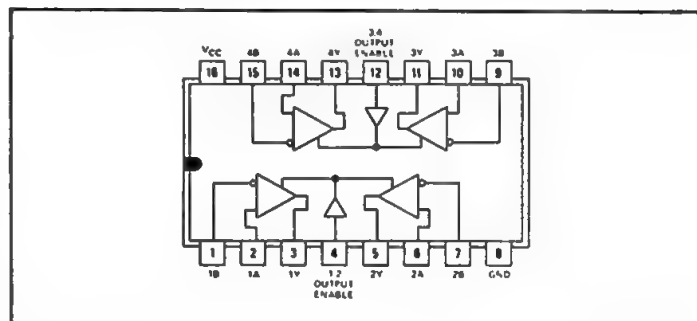 3,4
OUTPUT
ENABLE
VCC 4B 4A 4Y 3Y 3A 3B
16 15 14 13 12 11 10 9
1 2 3 4 5 6 7 8
1B 1A 1Y 1,2 2Y 2A 2B GND
OUTPUT
ENABLE